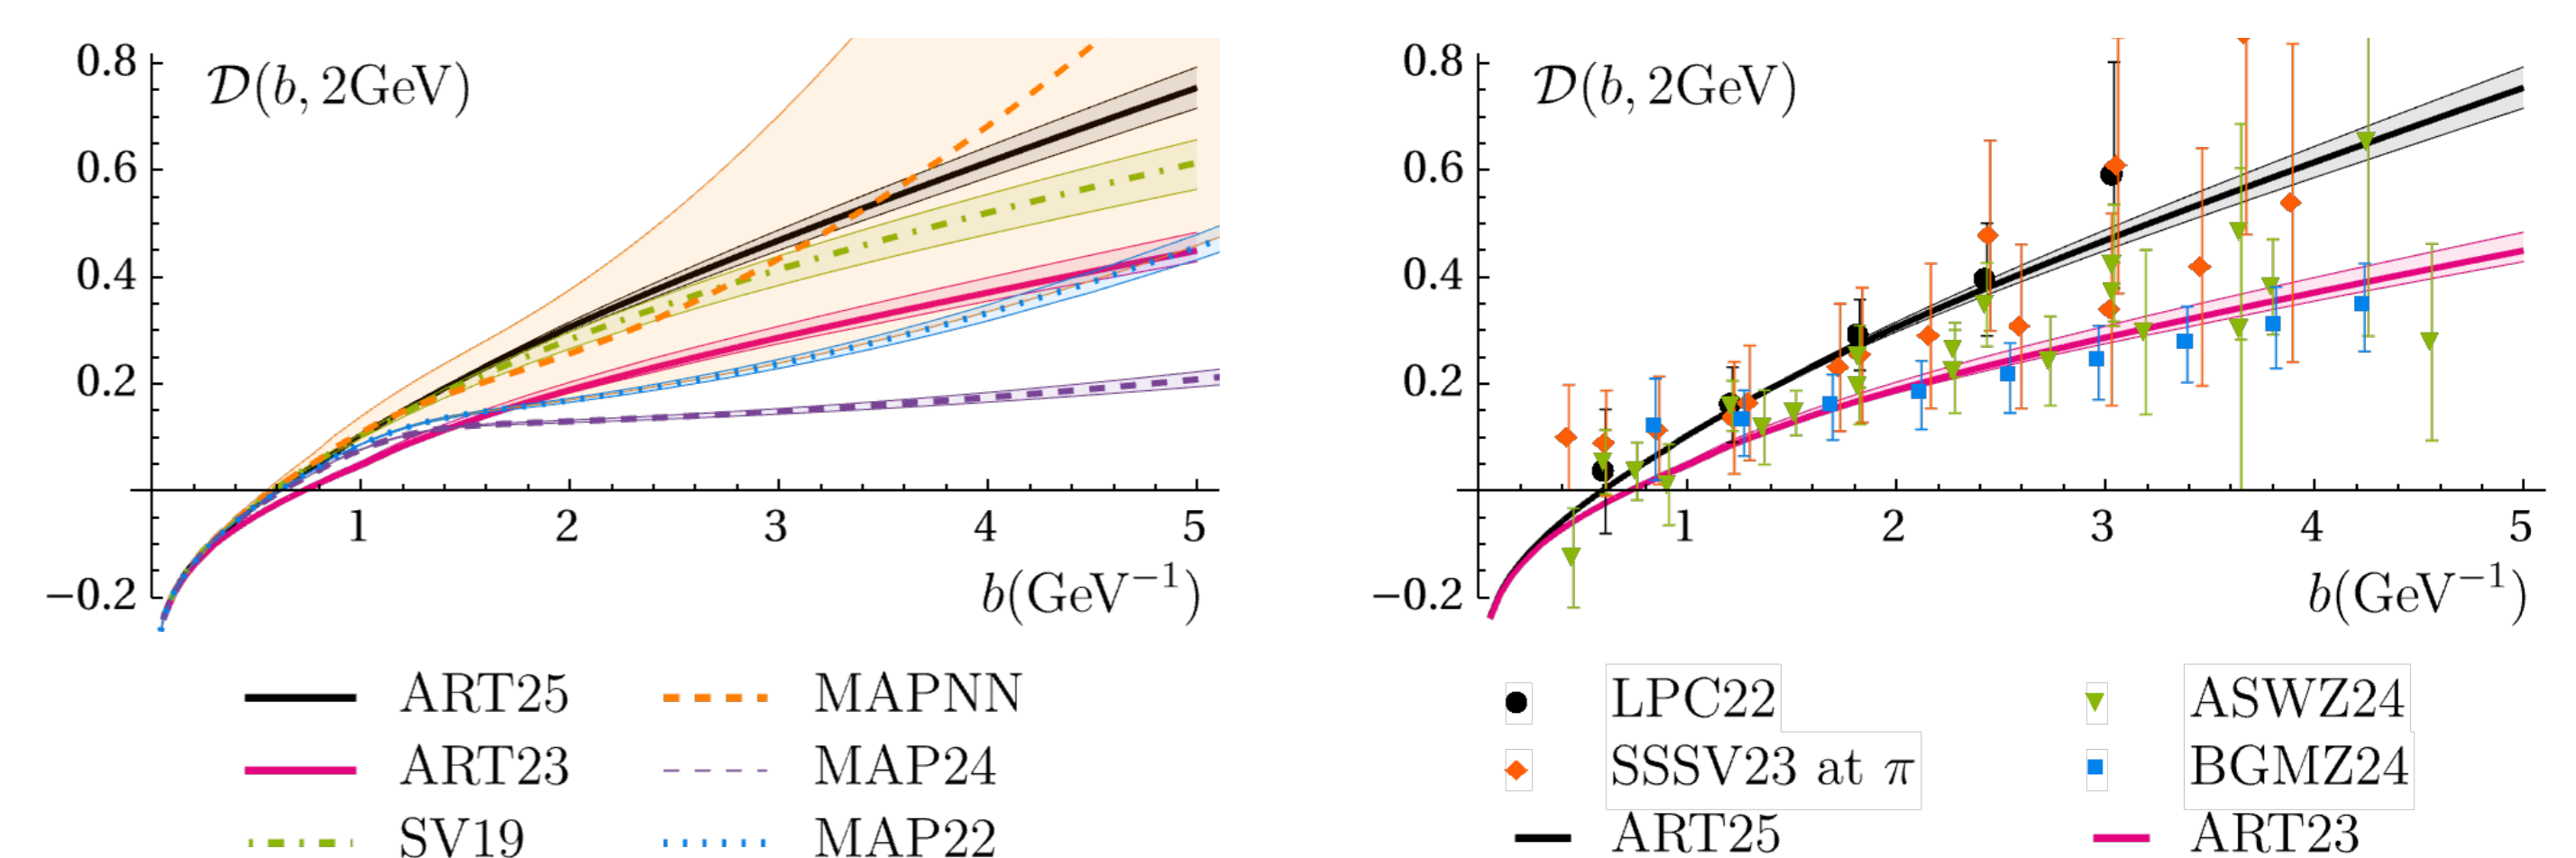 0.8
0.6
0.4
0.2
−0.2
𝒟(b, 2GeV)
1 2 3 4 5
b(GeV⁻¹)
ART25 MAPNN
ART23 MAP24
SV19 MAP22
0.8
0.6
0.4
0.2
−0.2
𝒟(b, 2GeV)
1 2 3 4 5
b(GeV⁻¹)
LPC22 ASWZ24
SSSV23 at π BGMZ24
ART25 ART23